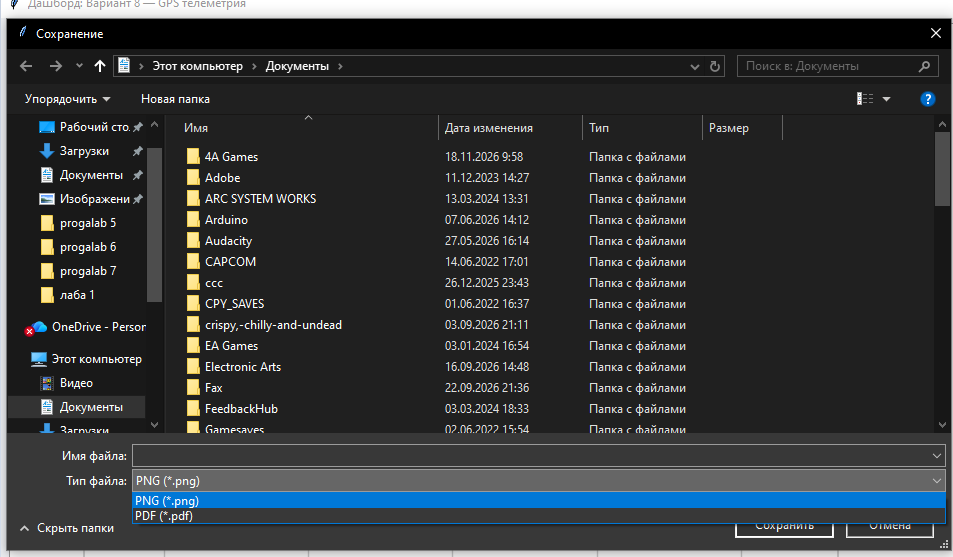 Дашборд: Вариант 8 — GPS телеметрия
Сохранение
Этот компьютер > Документы >
Поиск в: Документы
Упорядочить
Новая папка
Имя Дата изменения Тип Размер
Рабочий сто.
Загрузки
Документы
Изображени
progalab 5
progalab 6
progalab 7
лаба 1
OneDrive - Person
Этот компьютер
Видео
Документы
Загрузки
4A Games 18.11.2026 9:58 Папка с файлами
Adobe 11.12.2023 14:27 Папка с файлами
ARC SYSTEM WORKS 13.03.2024 13:31 Папка с файлами
Arduino 07.06.2026 14:12 Папка с файлами
Audacity 27.05.2026 16:14 Папка с файлами
CAPCOM 14.06.2022 17:01 Папка с файлами
ccc 26.12.2025 23:43 Папка с файлами
CPY_SAVES 01.06.2022 16:37 Папка с файлами
crispy,-chilly-and-undead 03.09.2026 21:11 Папка с файлами
EA Games 03.01.2024 16:54 Папка с файлами
Electronic Arts 16.09.2026 14:48 Папка с файлами
Fax 22.09.2026 21:36 Папка с файлами
FeedbackHub 03.03.2024 18:33 Папка с файлами
Gamesaves 02.06.2022 15:54 Папка с файлами
Имя файла:
Тип файла: PNG (*.png)
PNG (*.png)
PDF (*.pdf)
Скрыть папки
Сохранить
Отмена